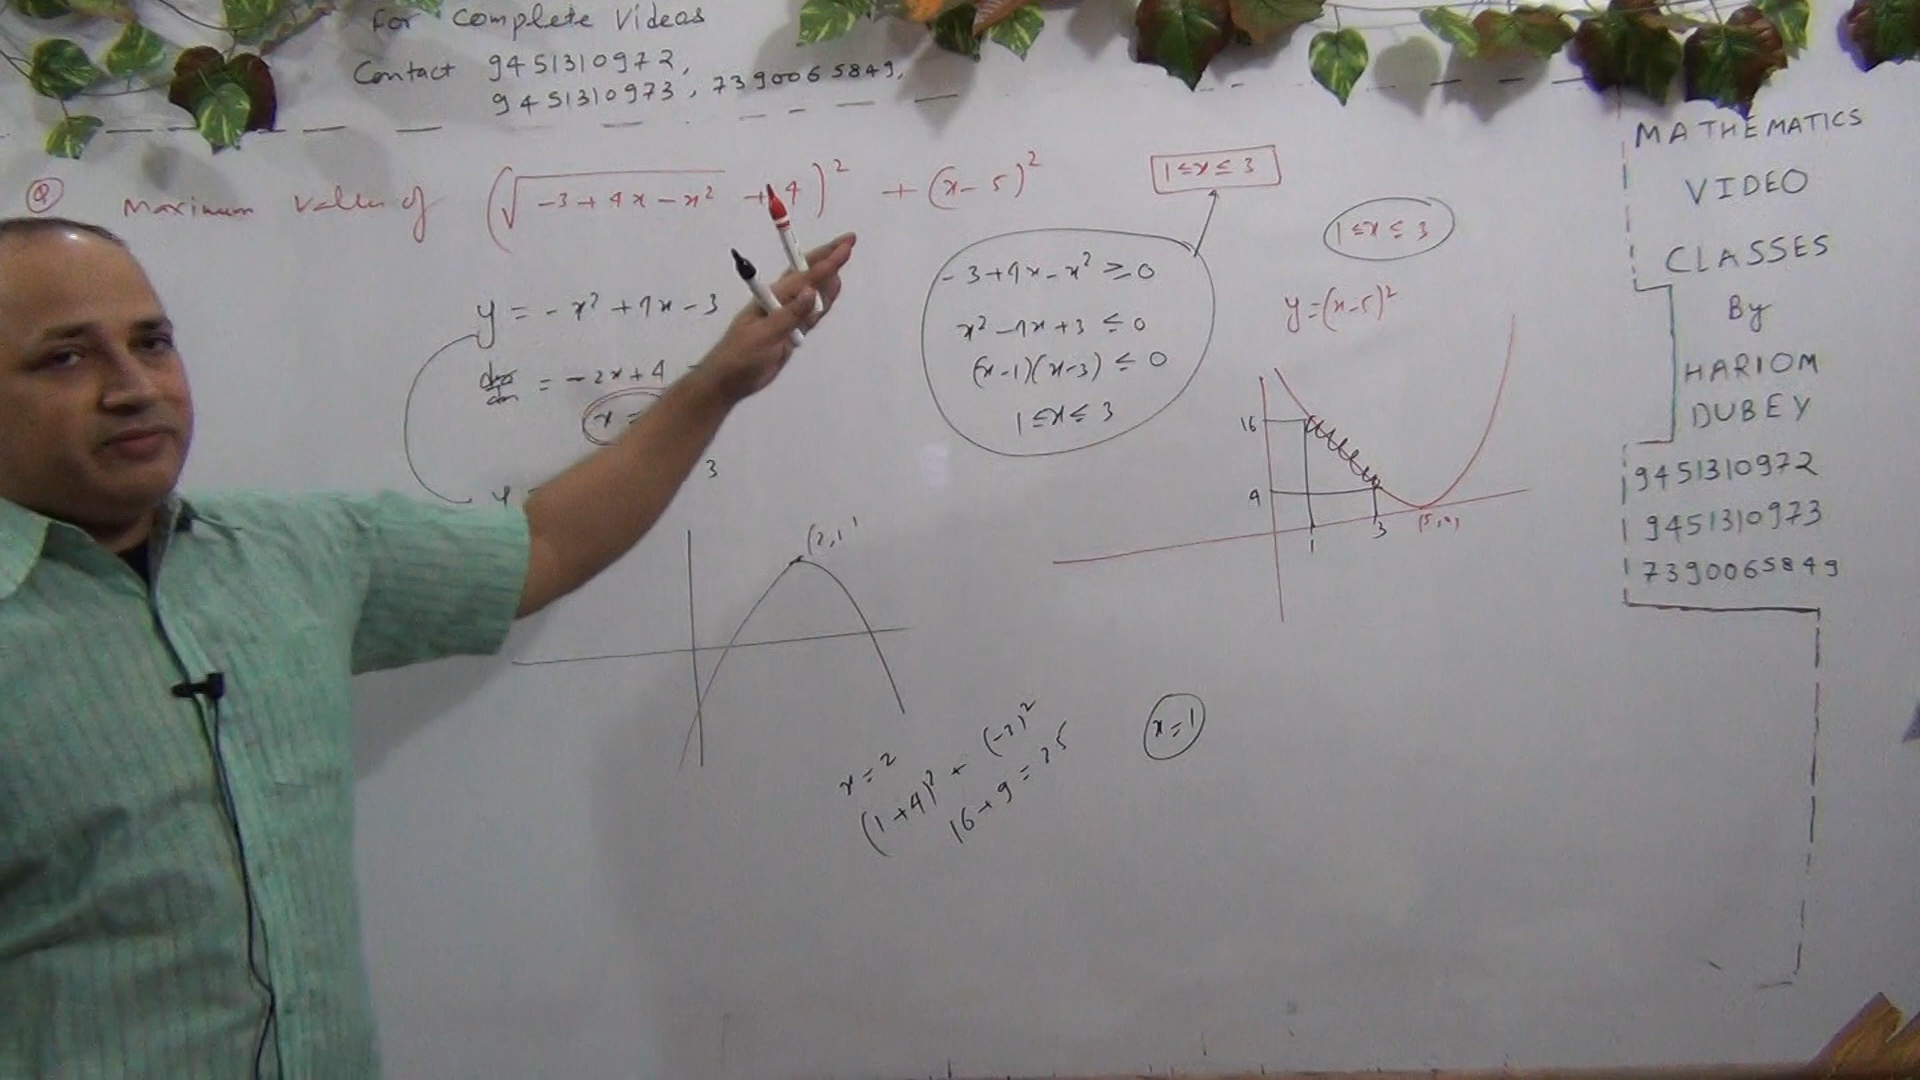 For Complete Videos
Contact 9451310972,
9451310973, 7390065849,
Q Maximum value of (√-3+4x-x² + 4)² + (x-5)²
1≤x≤3
1≤x≤3
y = -x²+4x-3
= -2x+4
x =
3
-3+4x-x² ≥0
x²-4x+3 ≤0
(x-1)(x-3) ≤ 0
1≤x≤3
y=(x-5)²
16
4
1
3
(5,0)
(2,1
x=2
(1+4)² + (-3)²
16+9=25
x=1
MATHEMATICS
VIDEO
CLASSES
By
HARIOM
DUBEY
9451310972
9451310973
7390065849